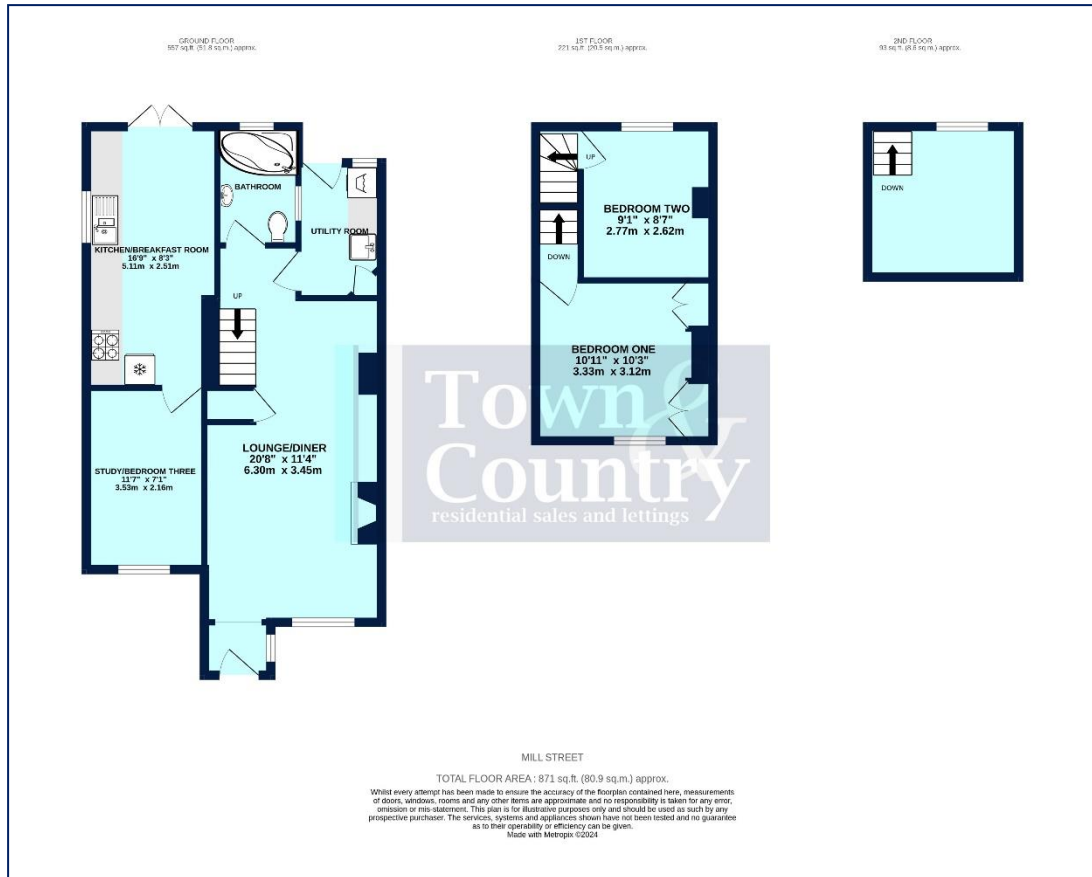 GROUND FLOOR
557 sq.ft. (51.8 sq.m.) approx.
1ST FLOOR
221 sq.ft. (20.5 sq.m.) approx.
2ND FLOOR
93 sq.ft. (8.6 sq.m.) approx.
BATHROOM
UTILITY ROOM
KITCHEN/BREAKFAST ROOM
16'9" x 8'3"
5.11m x 2.51m
UP
STUDY/BEDROOM THREE
11'7" x 7'1"
3.53m x 2.16m
LOUNGE/DINER
20'8" x 11'4"
6.30m x 3.45m
UP
BEDROOM TWO
9'1" x 8'7"
2.77m x 2.62m
DOWN
BEDROOM ONE
10'11" x 10'3"
3.33m x 3.12m
DOWN
Town &
Country
residential sales and lettings
MILL STREET
TOTAL FLOOR AREA : 871 sq.ft. (80.9 sq.m.) approx.
Whilst every attempt has been made to ensure the accuracy of the floorplan contained here, measurements
of doors, windows, rooms and any other items are approximate and no responsibility is taken for any error,
omission or mis-statement. This plan is for illustrative purposes only and should be used as such by any
prospective purchaser. The services, systems and appliances shown have not been tested and no guarantee
as to their operability or efficiency can be given.
Made with Metropix ©2024